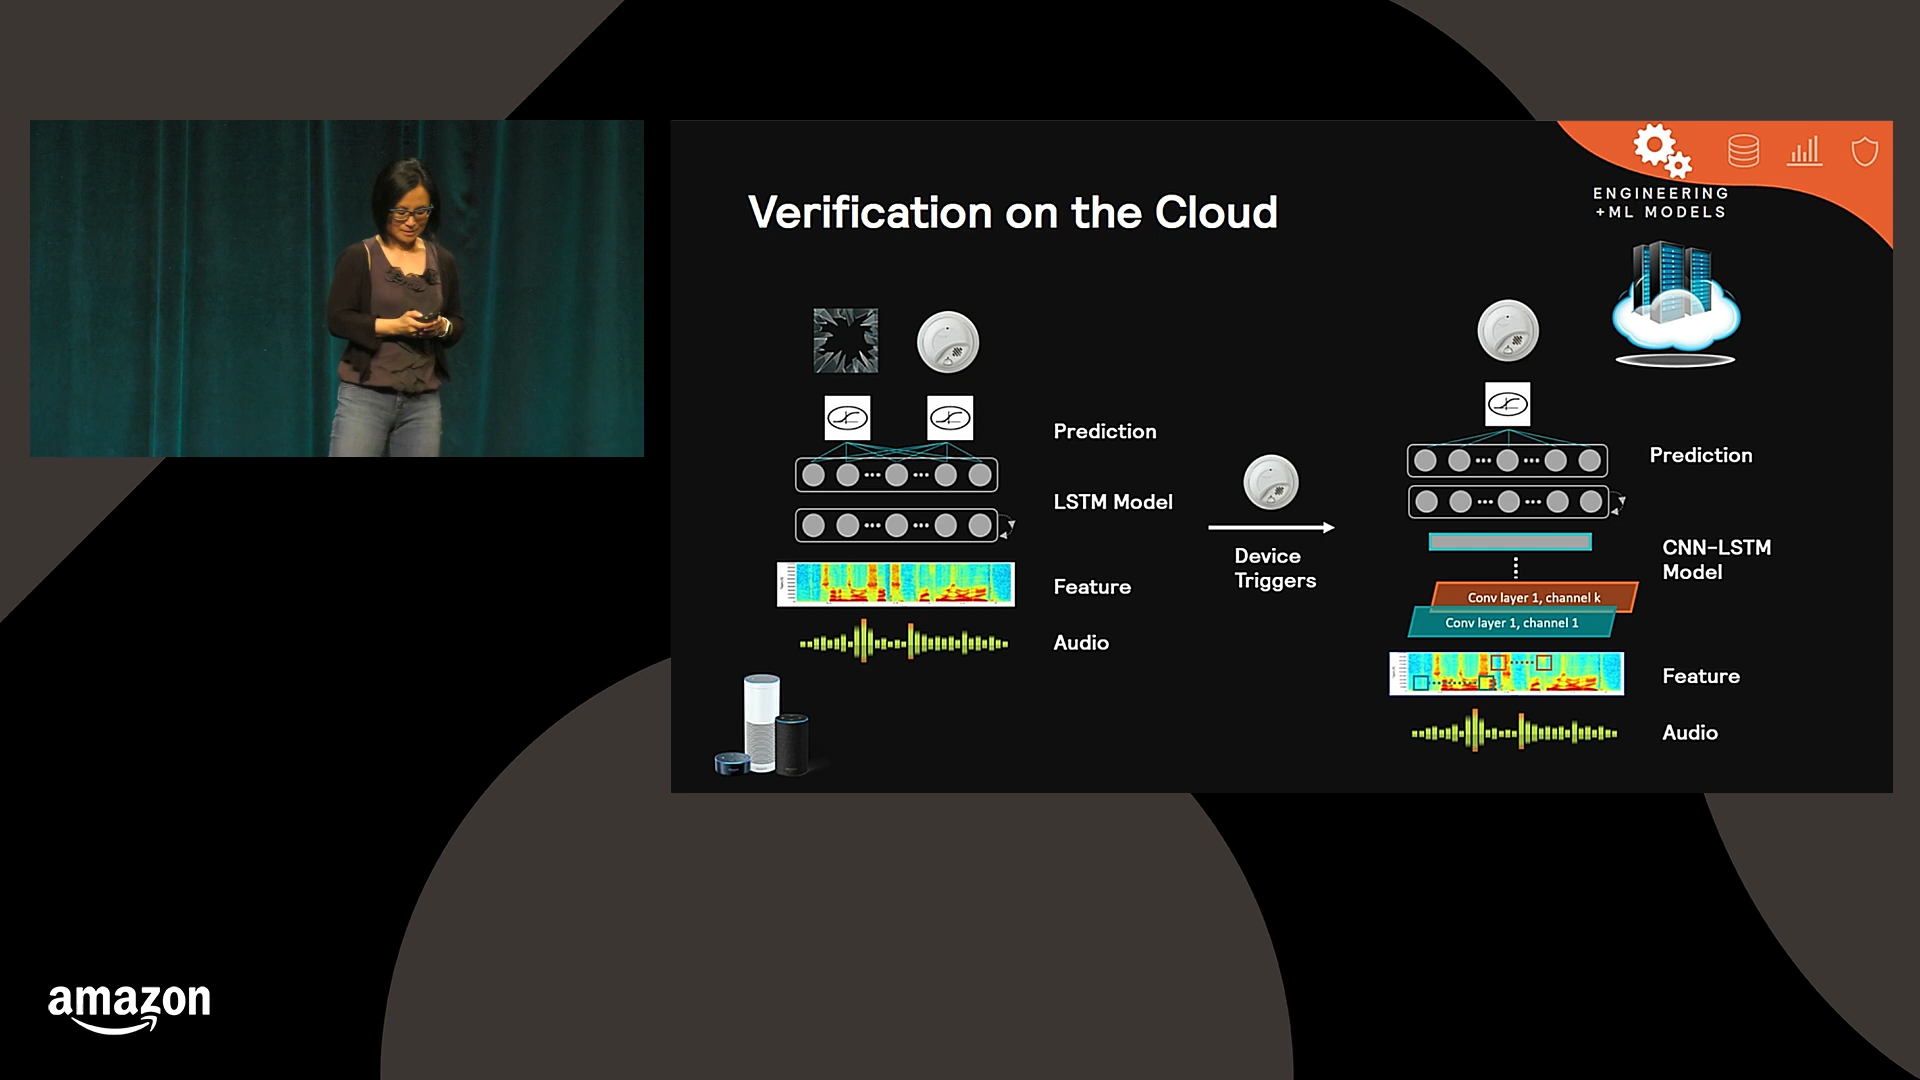 Verification on the Cloud
ENGINEERING
+ML MODELS
Prediction
LSTM Model
Feature
Audio
Device
Triggers
Prediction
CNN-LSTM
Model
Conv layer 1, channel k
Conv layer 1, channel 1
Feature
Audio
amazon